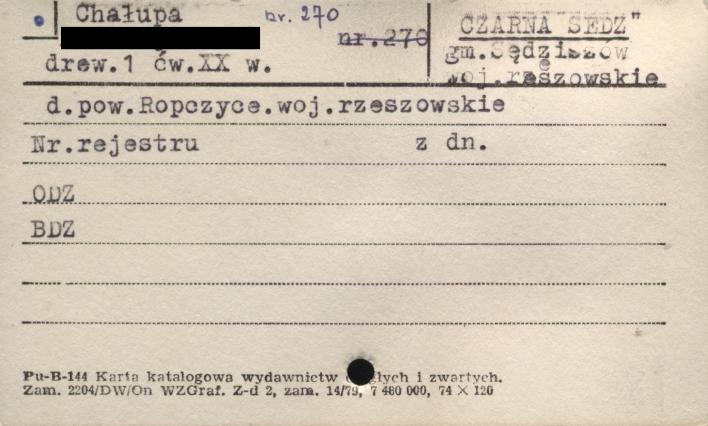 Chałupa
nr. 270
nr. 270
drew.1 ćw.XX w.
CZARNA SĘDZ"
gm.Sędziszów
woj.rzeszowskie
d.pow.Ropczyce.woj.rzeszowskie
Nr.rejestru z dn.
ODZ
BDZ
Pu-B-144 Karta katalogowa wydawnictw i zwartych.
Zam. 2204/DW/On WZGraf. Z-d 2, zam. 14/79, 7 480 000, 74 × 120